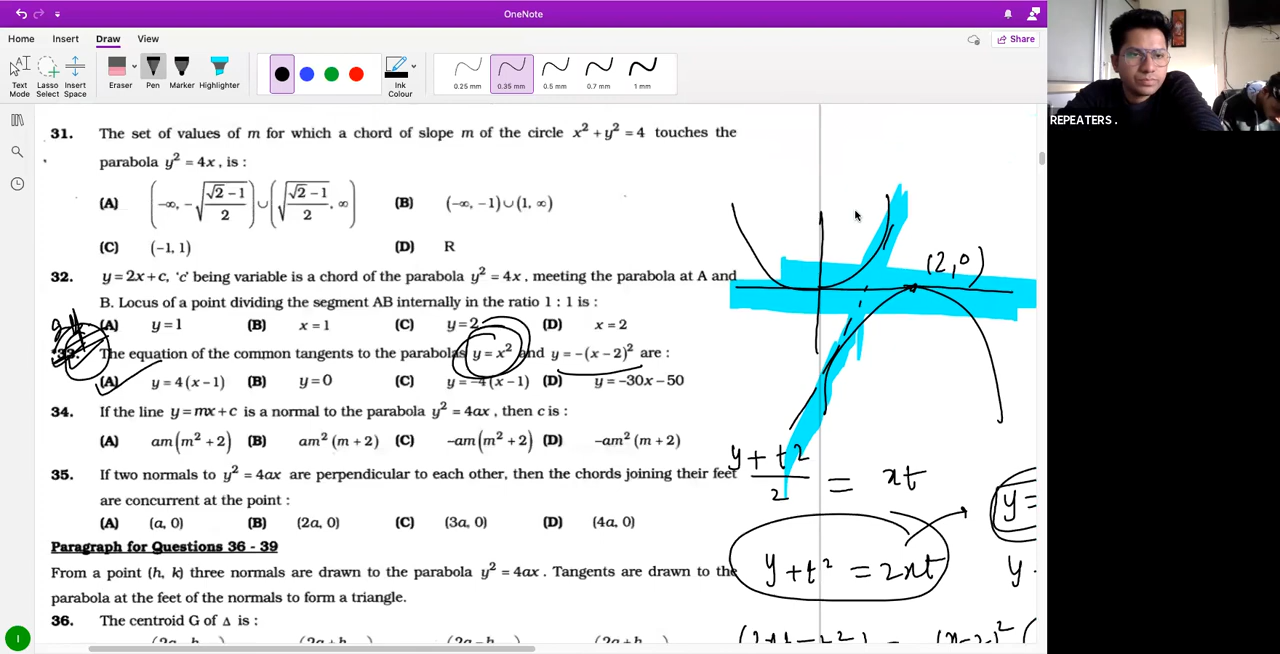 OneNote
Home Insert Draw View
Share
Text Mode
Lasso Select
Insert Space
Eraser
Pen
Marker
Highlighter
Ink Colour
0.25 mm
0.35 mm
0.5 mm
0.7 mm
1 mm
REPEATERS .
31. The set of values of m for which a chord of slope m of the circle x² + y² = 4 touches the
parabola y² = 4x, is :
(A) (−∞, −√((√2−1)/2)) ∪ (√((√2−1)/2), ∞) (B) (−∞, −1) ∪ (1, ∞)
(C) (−1, 1) (D) R
32. y = 2x + c, 'c' being variable is a chord of the parabola y² = 4x, meeting the parabola at A and
B. Locus of a point dividing the segment AB internally in the ratio 1 : 1 is :
(A) y = 1 (B) x = 1 (C) y = 2 (D) x = 2
33. The equation of the common tangents to the parabolas y = x² and y = −(x − 2)² are :
(A) y = 4(x − 1) (B) y = 0 (C) y = −4(x − 1) (D) y = −30x − 50
34. If the line y = mx + c is a normal to the parabola y² = 4ax, then c is :
(A) am(m² + 2) (B) am²(m + 2) (C) −am(m² + 2) (D) −am²(m + 2)
35. If two normals to y² = 4ax are perpendicular to each other, then the chords joining their feet
are concurrent at the point :
(A) (a, 0) (B) (2a, 0) (C) (3a, 0) (D) (4a, 0)
Paragraph for Questions 36 - 39
From a point (h, k) three normals are drawn to the parabola y² = 4ax. Tangents are drawn to the
parabola at the feet of the normals to form a triangle.
36. The centroid G of Δ is :
(2,0)
(y + t²)/2 = xt
y + t² = 2xt
y =
y -
I